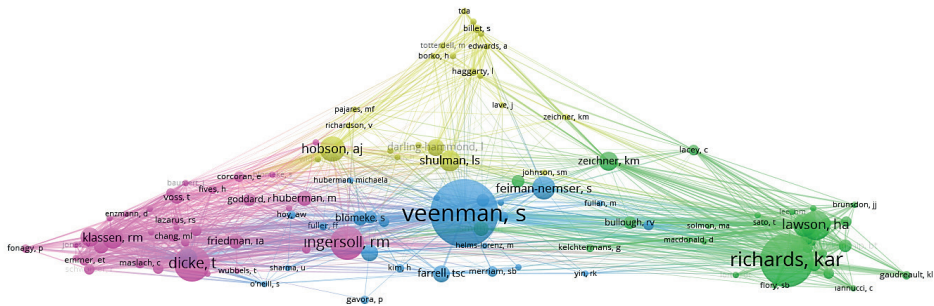 tda
billet, s
totterdell, m
edwards, a
borko, h
haggarty, l
lave, j
pajares, mf
zeichner, km
richardson, v
hobson, aj
darling-hammond, l
lacey, c
shulman, ls
zeichner, km
johnson, sm
corcoran, e
huberman, michaela
feiman-nemser, s
fives, h
voss, t
goddard, r
huberman, m
fullan, m
brunsdon, jj
enzmann, d
hoy, aw
veenman, s
lazarus, rs
blömeke, s
bullough, rv
sato, t
lawson, ha
fuller, ff
solmon, ma
klassen, rm
chang, ml
friedman, ia
ingersoll, rm
macdonald, d
fonagy, p
helms-lorenz, m
kelchtermans, g
emmer, et
maslach, c
dicke, t
richards, kar
wubbels, t
sharma, u
kim, h
farrell, tsc
merriam, sb
yin, rk
gaudreault, kl
o'neill, s
flory, sb
iannucci, c
gavora, p